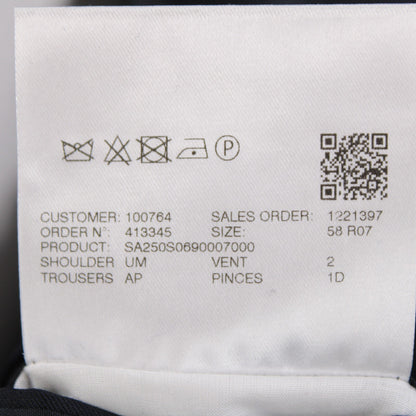 P
CUSTOMER: 100764 SALES ORDER: 1221397
ORDER N°: 413345 SIZE: 58 R07
PRODUCT: SA250S0690007000
SHOULDER UM VENT 2
TROUSERS AP PINCES 1D